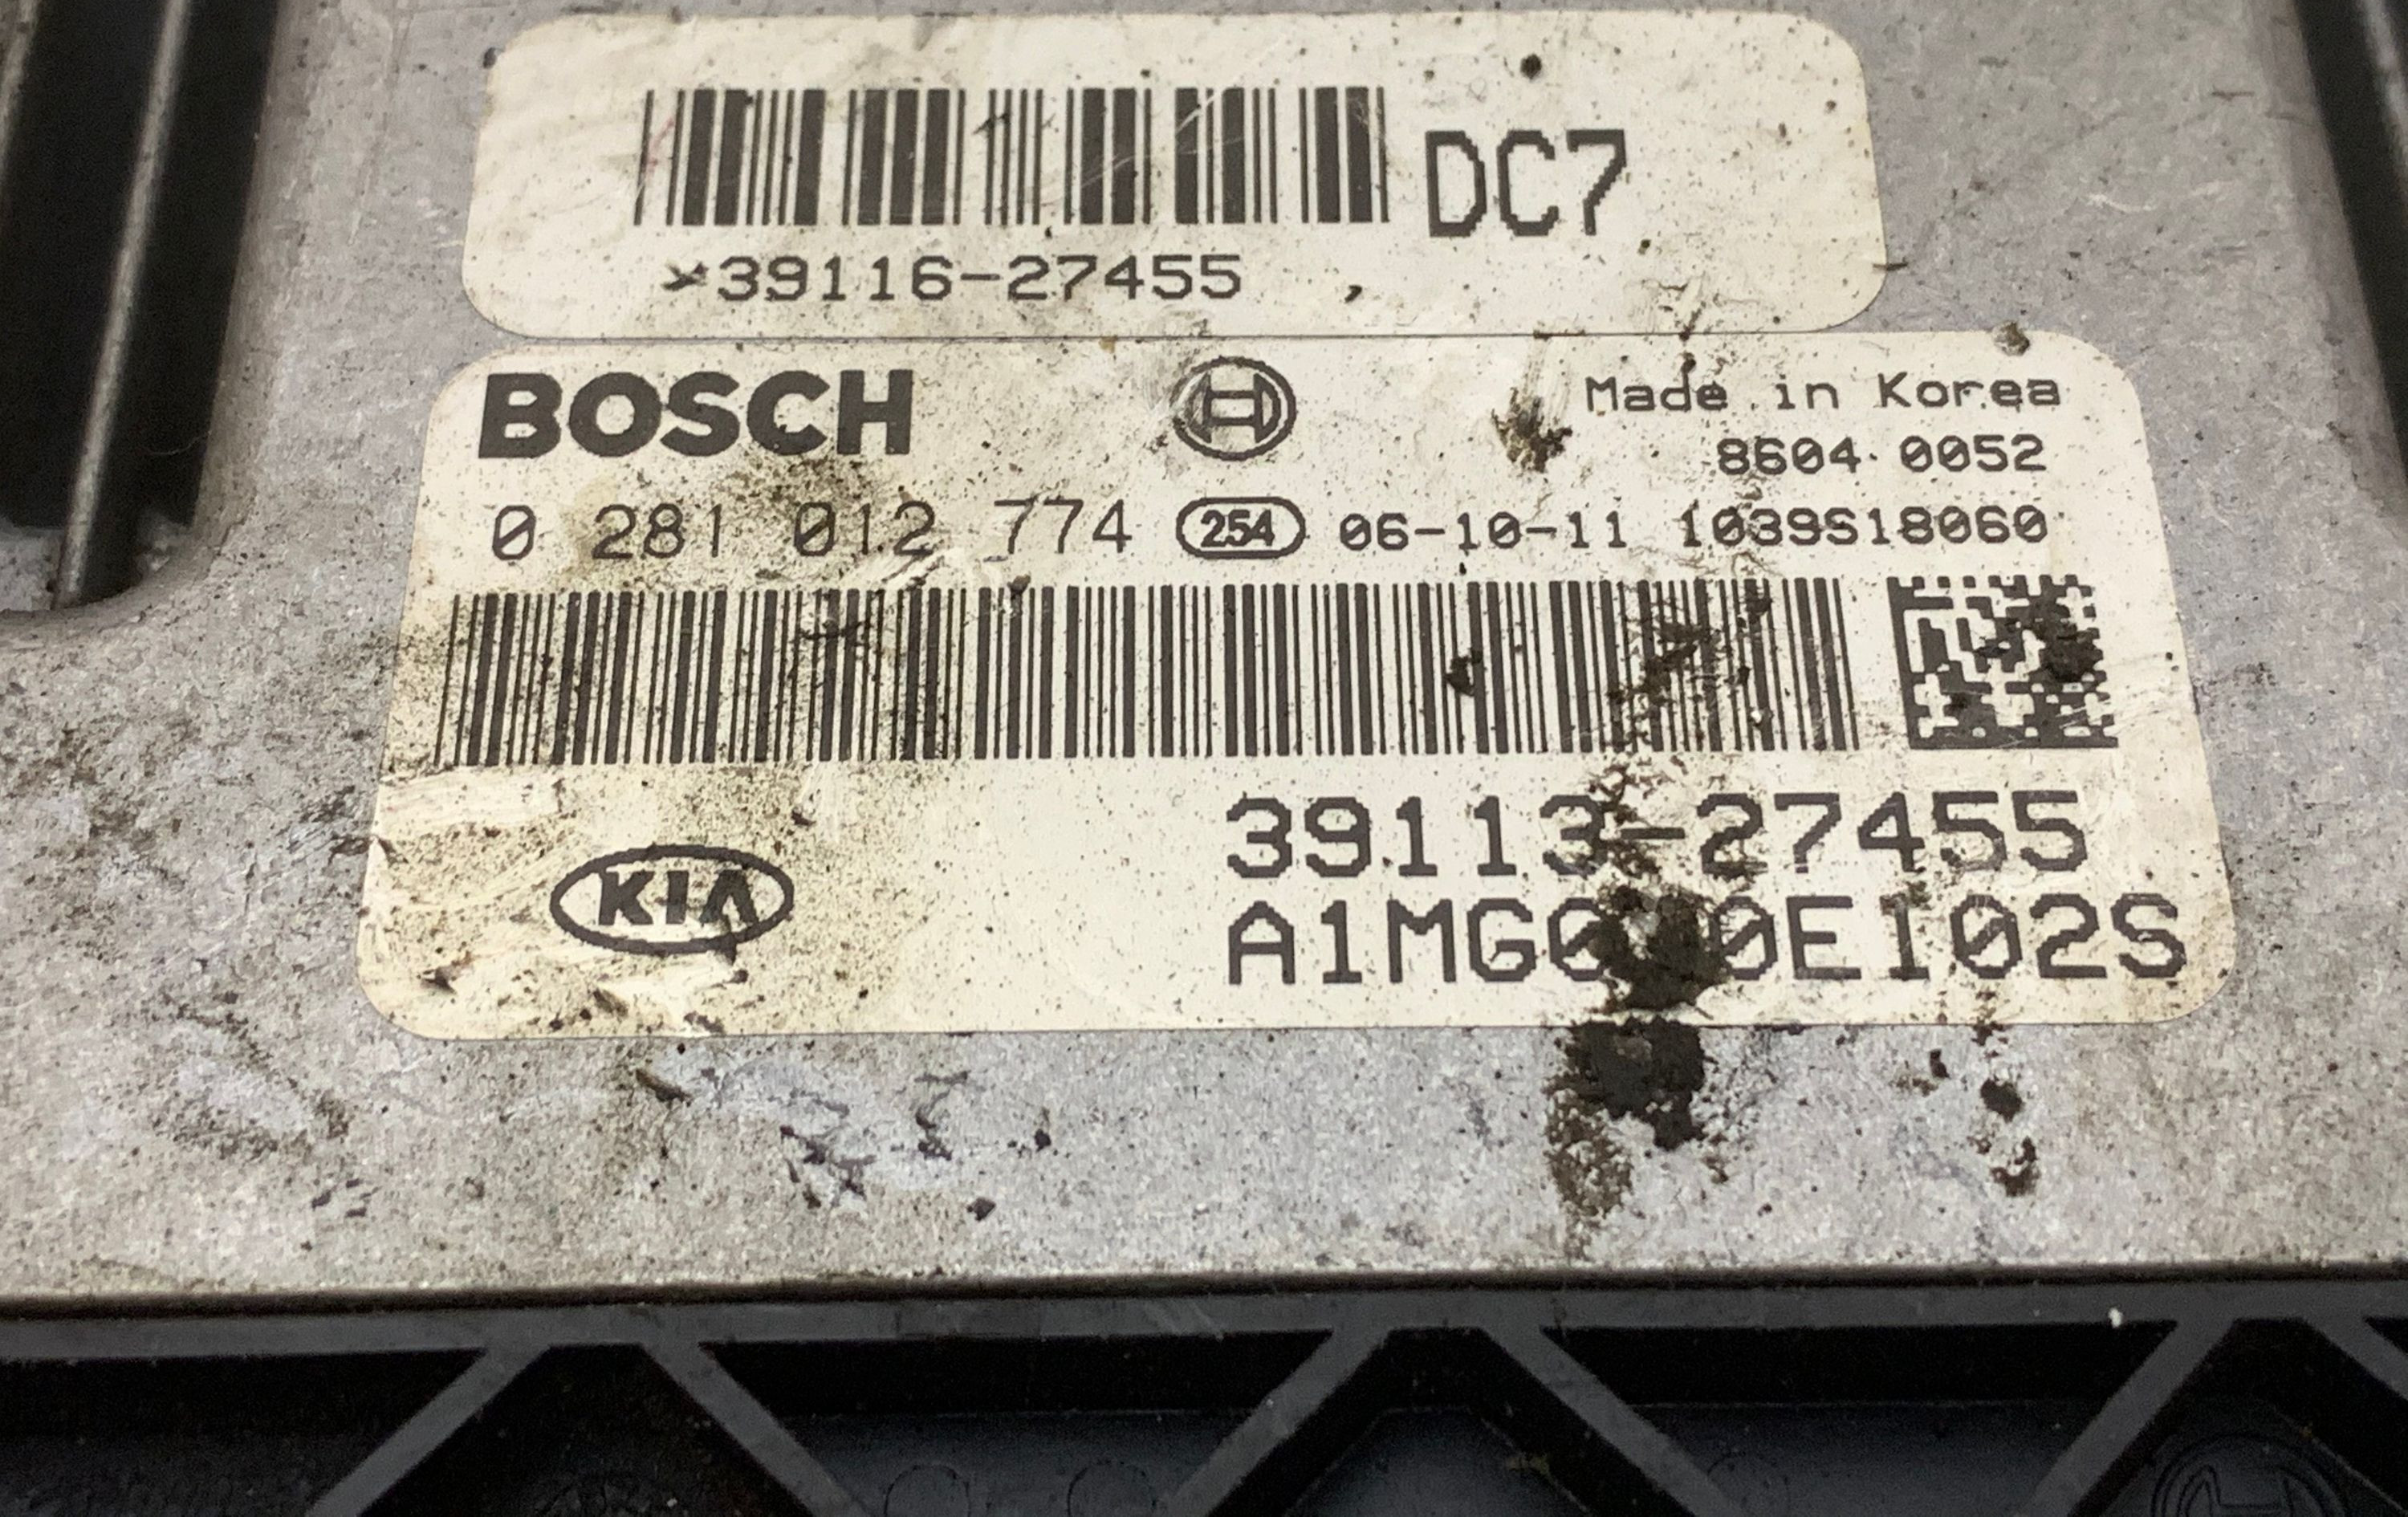 DC7
39116-27455
BOSCH
Made in Korea
8604 0052
0 281 012 774 254 06-10-11 1039S18060
39113-27455
KIA